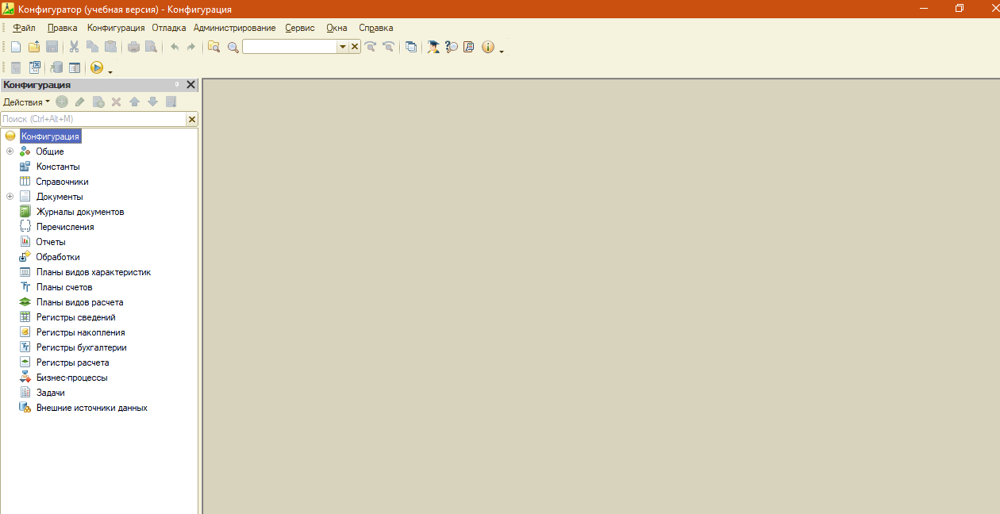 Конфигуратор (учебная версия) - Конфигурация
Файл Правка Конфигурация Отладка Администрирование Сервис Окна Справка
Конфигурация
Действия
Поиск (Ctrl+Alt+M)
Конфигурация
Общие
Константы
Справочники
Документы
Журналы документов
Перечисления
Отчеты
Обработки
Планы видов характеристик
Планы счетов
Планы видов расчета
Регистры сведений
Регистры накопления
Регистры бухгалтерии
Регистры расчета
Бизнес-процессы
Задачи
Внешние источники данных